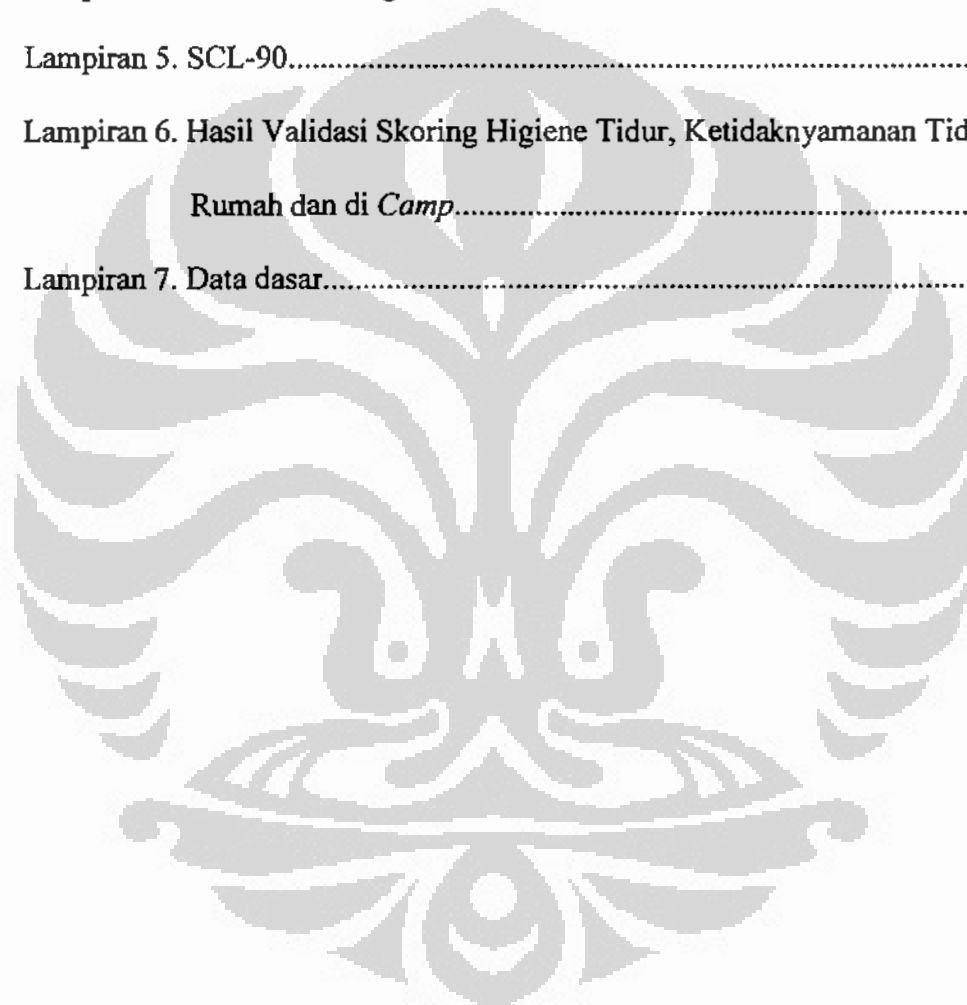 Lampiran 5. SCL-90........................................................................
Lampiran 6. Hasil Validasi Skoring Higiene Tidur, Ketidaknyamanan Tid
Rumah dan di Camp........................................................
Lampiran 7. Data dasar....................................................................